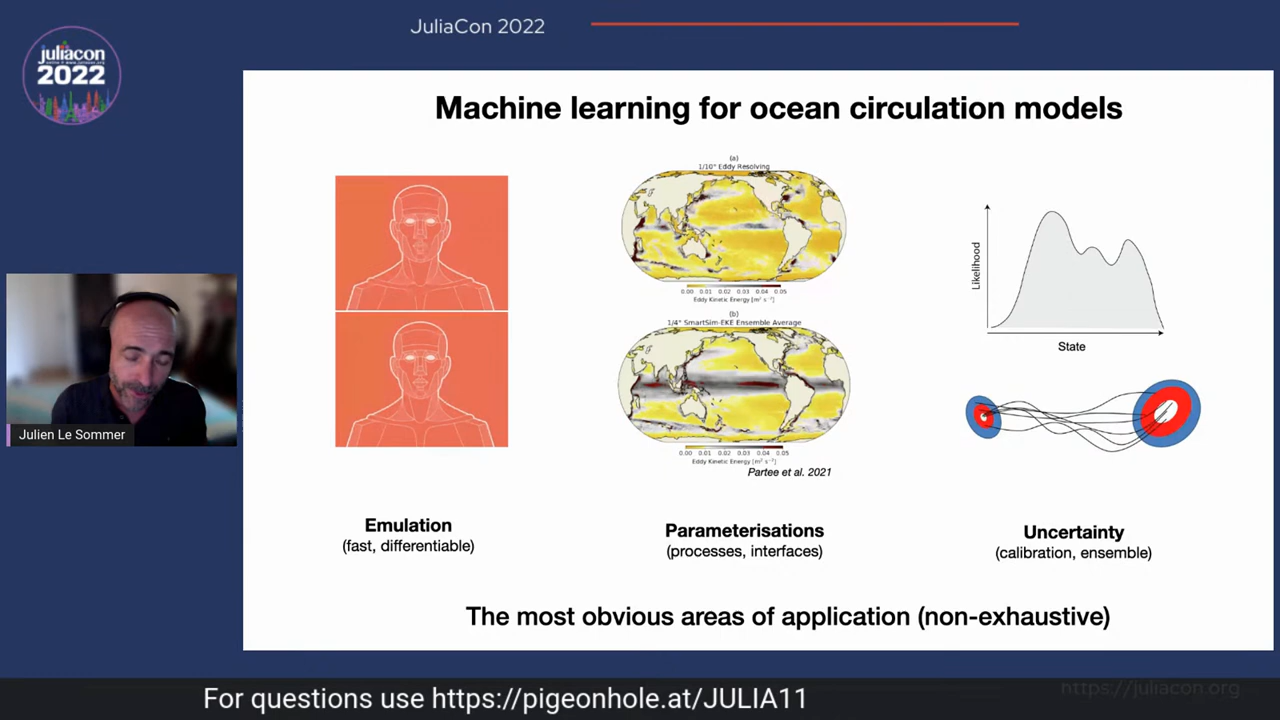 JuliaCon 2022
juliacon
2022
Machine learning for ocean circulation models
(a)
1/10° Eddy Resolving
0.00 0.01 0.02 0.03 0.04 0.05
Eddy Kinetic Energy [m² s⁻²]
(b)
1/4° SmartSim-EKE Ensemble Average
0.00 0.01 0.02 0.03 0.04 0.05
Eddy Kinetic Energy [m² s⁻²]
Partee et al. 2021
Likelihood
State
Julien Le Sommer
Emulation
(fast, differentiable)
Parameterisations
(processes, interfaces)
Uncertainty
(calibration, ensemble)
The most obvious areas of application (non-exhaustive)
For questions use https://pigeonhole.at/JULIA11
https://juliacon.org